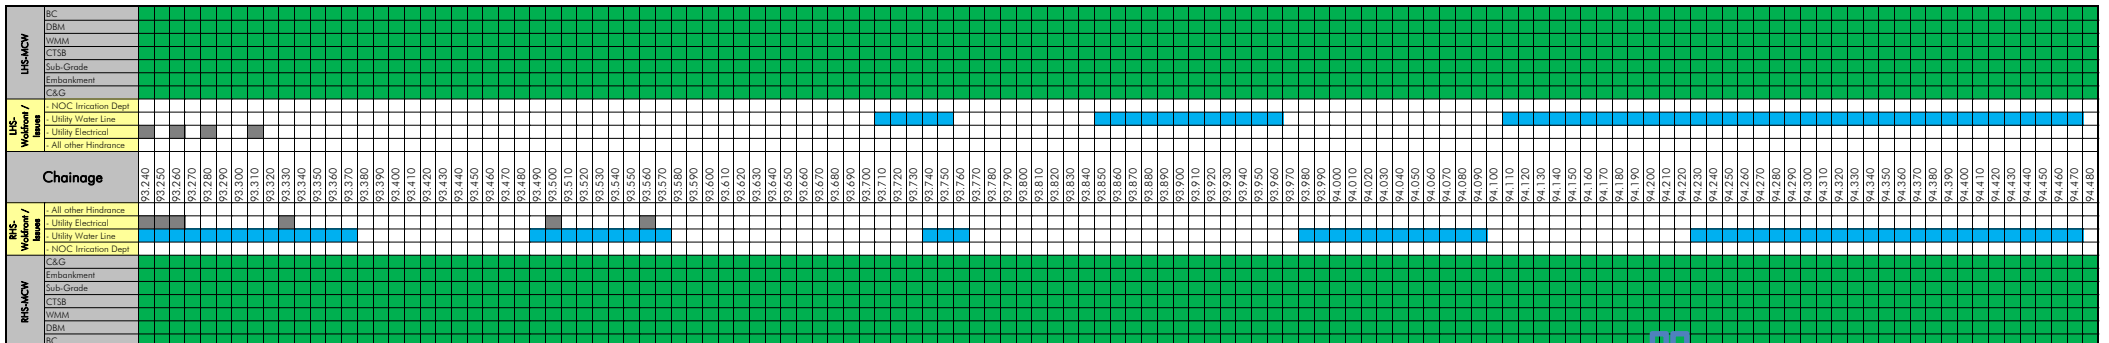 LHS-MCW
BC
DBM
WMM
CTSB
Sub-Grade
Embankment
C&G
LHS-
Wokfront /
Issues
- NOC Irrication Dept
- Utility Water Line
- Utility Electrical
- All other Hindrance
Chainage
93.240 93.250 93.260 93.270 93.280 93.290 93.300 93.310 93.320 93.330 93.340 93.350 93.360 93.370 93.380 93.390 93.400 93.410 93.420 93.430 93.440 93.450 93.460 93.470 93.480 93.490 93.500 93.510 93.520 93.530 93.540 93.550 93.560 93.570 93.580 93.590 93.600 93.610 93.620 93.630 93.640 93.650 93.660 93.670 93.680 93.690 93.700 93.710 93.720 93.730 93.740 93.750 93.760 93.770 93.780 93.790 93.800 93.810 93.820 93.830 93.840 93.850 93.860 93.870 93.880 93.890 93.900 93.910 93.920 93.930 93.940 93.950 93.960 93.970 93.980 93.990 94.000 94.010 94.020 94.030 94.040 94.050 94.060 94.070 94.080 94.090 94.100 94.110 94.120 94.130 94.140 94.150 94.160 94.170 94.180 94.190 94.200 94.210 94.220 94.230 94.240 94.250 94.260 94.270 94.280 94.290 94.300 94.310 94.320 94.330 94.340 94.350 94.360 94.370 94.380 94.390 94.400 94.410 94.420 94.430 94.440 94.450 94.460 94.470 94.480
RHS-
Wokfront /
Issues
- All other Hindrance
- Utility Electrical
- Utility Water Line
- NOC Irrication Dept
RHS-MCW
C&G
Embankment
Sub-Grade
CTSB
WMM
DBM
BC